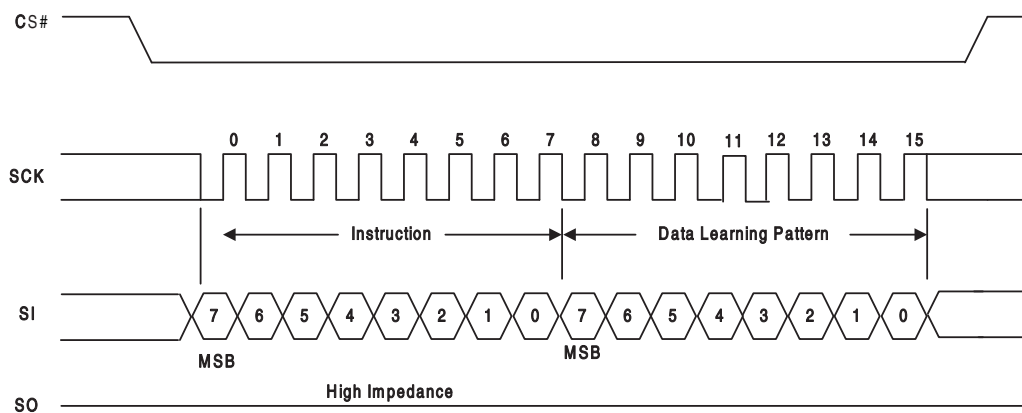 CS#
0 1 2 3 4 5 6 7 8 9 10 11 12 13 14 15
SCK
Instruction Data Learning Pattern
SI 7 6 5 4 3 2 1 0 7 6 5 4 3 2 1 0
MSB MSB
High Impedance
SO